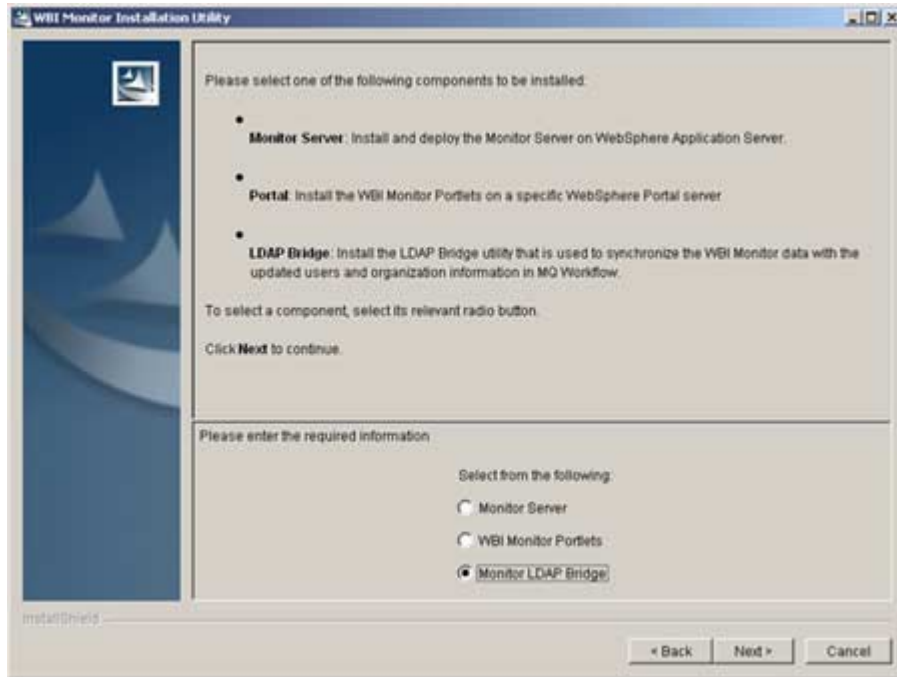 WBI Monitor Installation Utility
Please select one of the following components to be installed:
Monitor Server: Install and deploy the Monitor Server on WebSphere Application Server.
Portal: Install the WBI Monitor Portlets on a specific WebSphere Portal server
LDAP Bridge: Install the LDAP Bridge utility that is used to synchronize the WBI Monitor data with the
updated users and organization information in MQ Workflow.
To select a component, select its relevant radio button.
Click Next to continue.
Please enter the required information
Select from the following:
Monitor Server
WBI Monitor Portlets
Monitor LDAP Bridge
InstallShield
< Back
Next >
Cancel